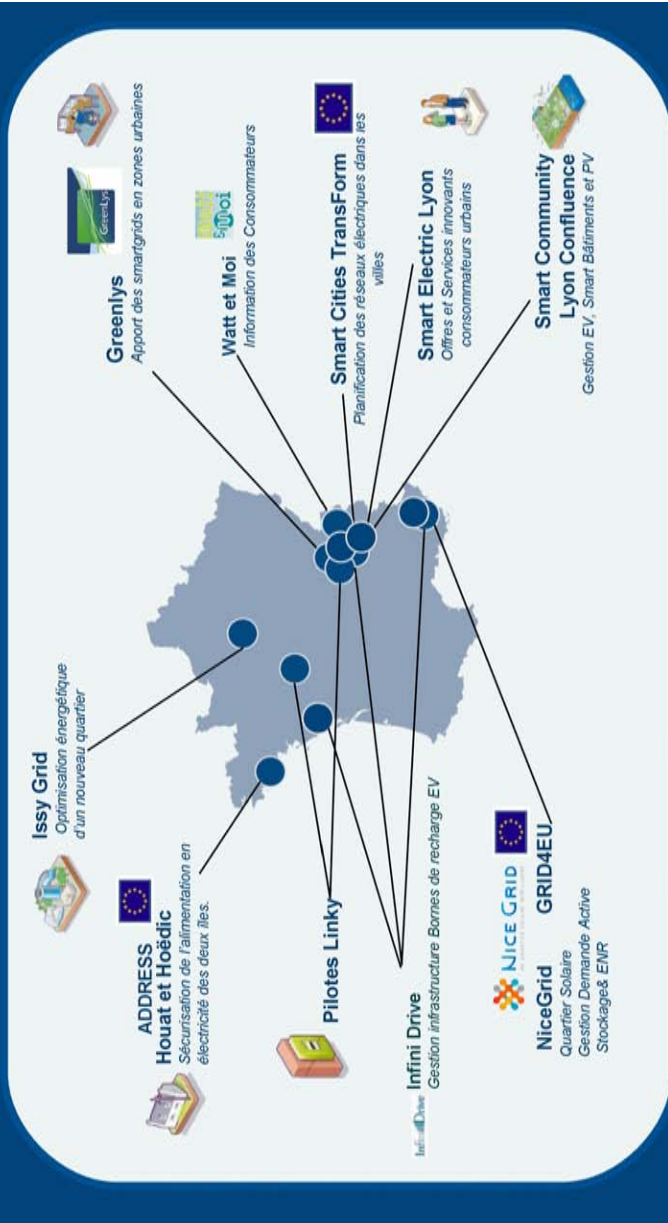 Issy Grid
Optimisation énergétique
d'un nouveau quartier
ADDRESS
Houat et Hoëdic
Sécurisation de l'alimentation en
électricité des deux îles.
Pilotes Linky
InfiniDrive
Infini Drive
Gestion infrastructure Bornes de recharge EV
NICE GRID
NiceGrid
GRID4EU
Quartier Solaire
Gestion Demande Active
Stockage& ENR
GreenLys
Greenlys
Apport des smartgrids en zones urbaines
Watt et Moi
Information des Consommateurs
Smart Cities TransForm
Planification des réseaux électriques dans les
villes
Smart Electric Lyon
Offres et Services innovants
consommateurs urbains
Smart Community
Lyon Confluence
Gestion EV, Smart Bâtiments et PV